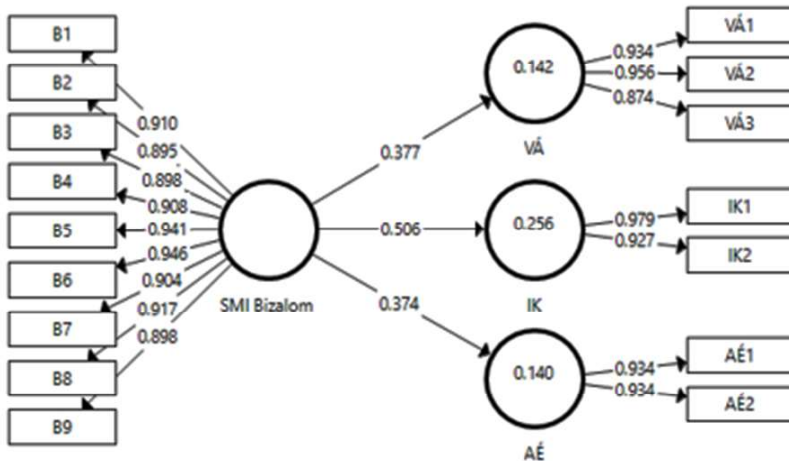 B1
B2
B3
B4
B5
B6
B7
B8
B9
0.910
0.895
0.898
0.908
0.941
0.946
0.904
0.917
0.898
SMI Bizalom
0.377
0.506
0.374
0.142
VÁ
0.256
IK
0.140
AÉ
0.934
0.956
0.874
0.979
0.927
0.934
0.934
VÁ1
VÁ2
VÁ3
IK1
IK2
AÉ1
AÉ2